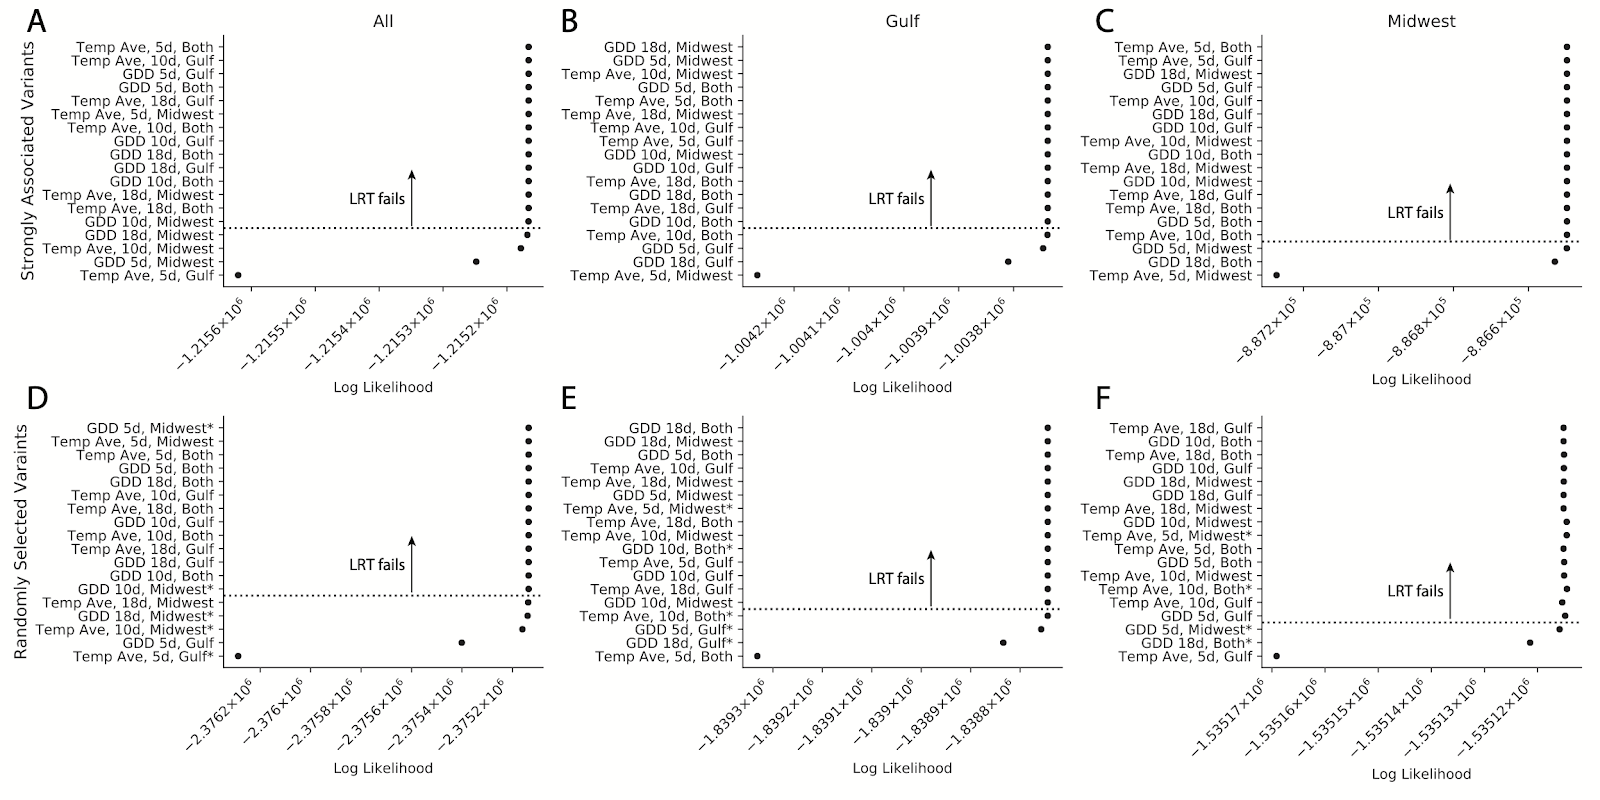 A
All
Strongly Associated Variants
Temp Ave, 5d, Both
Temp Ave, 10d, Gulf
GDD 5d, Gulf
GDD 5d, Both
Temp Ave, 18d, Gulf
Temp Ave, 5d, Midwest
Temp Ave, 10d, Both
GDD 10d, Gulf
GDD 18d, Both
GDD 18d, Gulf
GDD 10d, Both
Temp Ave, 18d, Midwest
Temp Ave, 18d, Both
GDD 10d, Midwest
GDD 18d, Midwest
Temp Ave, 10d, Midwest
GDD 5d, Midwest
Temp Ave, 5d, Gulf
LRT fails
−1.2156×10⁶
−1.2155×10⁶
−1.2154×10⁶
−1.2153×10⁶
−1.2152×10⁶
Log Likelihood
B
Gulf
GDD 18d, Midwest
GDD 5d, Midwest
Temp Ave, 10d, Midwest
GDD 5d, Both
Temp Ave, 5d, Both
Temp Ave, 18d, Midwest
Temp Ave, 10d, Gulf
Temp Ave, 5d, Gulf
GDD 10d, Midwest
GDD 10d, Gulf
Temp Ave, 18d, Both
GDD 18d, Both
Temp Ave, 18d, Gulf
GDD 10d, Both
Temp Ave, 10d, Both
GDD 5d, Gulf
GDD 18d, Gulf
Temp Ave, 5d, Midwest
LRT fails
−1.0042×10⁶
−1.0041×10⁶
−1.004×10⁶
−1.0039×10⁶
−1.0038×10⁶
Log Likelihood
C
Midwest
Temp Ave, 5d, Both
Temp Ave, 5d, Gulf
GDD 18d, Midwest
GDD 5d, Gulf
Temp Ave, 10d, Gulf
GDD 18d, Gulf
GDD 10d, Gulf
Temp Ave, 10d, Midwest
GDD 10d, Both
Temp Ave, 18d, Midwest
GDD 10d, Midwest
Temp Ave, 18d, Gulf
Temp Ave, 18d, Both
GDD 5d, Both
Temp Ave, 10d, Both
GDD 5d, Midwest
GDD 18d, Both
Temp Ave, 5d, Midwest
LRT fails
−8.872×10⁵
−8.87×10⁵
−8.868×10⁵
−8.866×10⁵
Log Likelihood
D
Randomly Selected Varaints
GDD 5d, Midwest*
Temp Ave, 5d, Midwest
Temp Ave, 5d, Both
GDD 5d, Both
GDD 18d, Both
Temp Ave, 10d, Gulf
Temp Ave, 18d, Both
GDD 10d, Gulf
Temp Ave, 10d, Both
Temp Ave, 18d, Gulf
GDD 18d, Gulf
GDD 10d, Both
GDD 10d, Midwest*
Temp Ave, 18d, Midwest
GDD 18d, Midwest*
Temp Ave, 10d, Midwest*
GDD 5d, Gulf
Temp Ave, 5d, Gulf*
LRT fails
−2.3762×10⁶
−2.376×10⁶
−2.3758×10⁶
−2.3756×10⁶
−2.3754×10⁶
−2.3752×10⁶
Log Likelihood
E
GDD 18d, Both
GDD 18d, Midwest
GDD 5d, Both
Temp Ave, 10d, Gulf
Temp Ave, 18d, Midwest
GDD 5d, Midwest
Temp Ave, 5d, Midwest*
Temp Ave, 18d, Both
Temp Ave, 10d, Midwest
GDD 10d, Both*
Temp Ave, 5d, Gulf
GDD 10d, Gulf
Temp Ave, 18d, Gulf
GDD 10d, Midwest
Temp Ave, 10d, Both*
GDD 5d, Gulf*
GDD 18d, Gulf*
Temp Ave, 5d, Both
LRT fails
−1.8393×10⁶
−1.8392×10⁶
−1.8391×10⁶
−1.839×10⁶
−1.8389×10⁶
−1.8388×10⁶
Log Likelihood
F
Temp Ave, 18d, Gulf
GDD 10d, Both
Temp Ave, 18d, Both
GDD 10d, Gulf
GDD 18d, Midwest
GDD 18d, Gulf
Temp Ave, 18d, Midwest
GDD 10d, Midwest
Temp Ave, 5d, Midwest*
Temp Ave, 5d, Both
GDD 5d, Both
Temp Ave, 10d, Midwest
Temp Ave, 10d, Both*
Temp Ave, 10d, Gulf
GDD 5d, Gulf
GDD 5d, Midwest*
GDD 18d, Both*
Temp Ave, 5d, Gulf
LRT fails
−1.53517×10⁶
−1.53516×10⁶
−1.53515×10⁶
−1.53514×10⁶
−1.53513×10⁶
−1.53512×10⁶
Log Likelihood